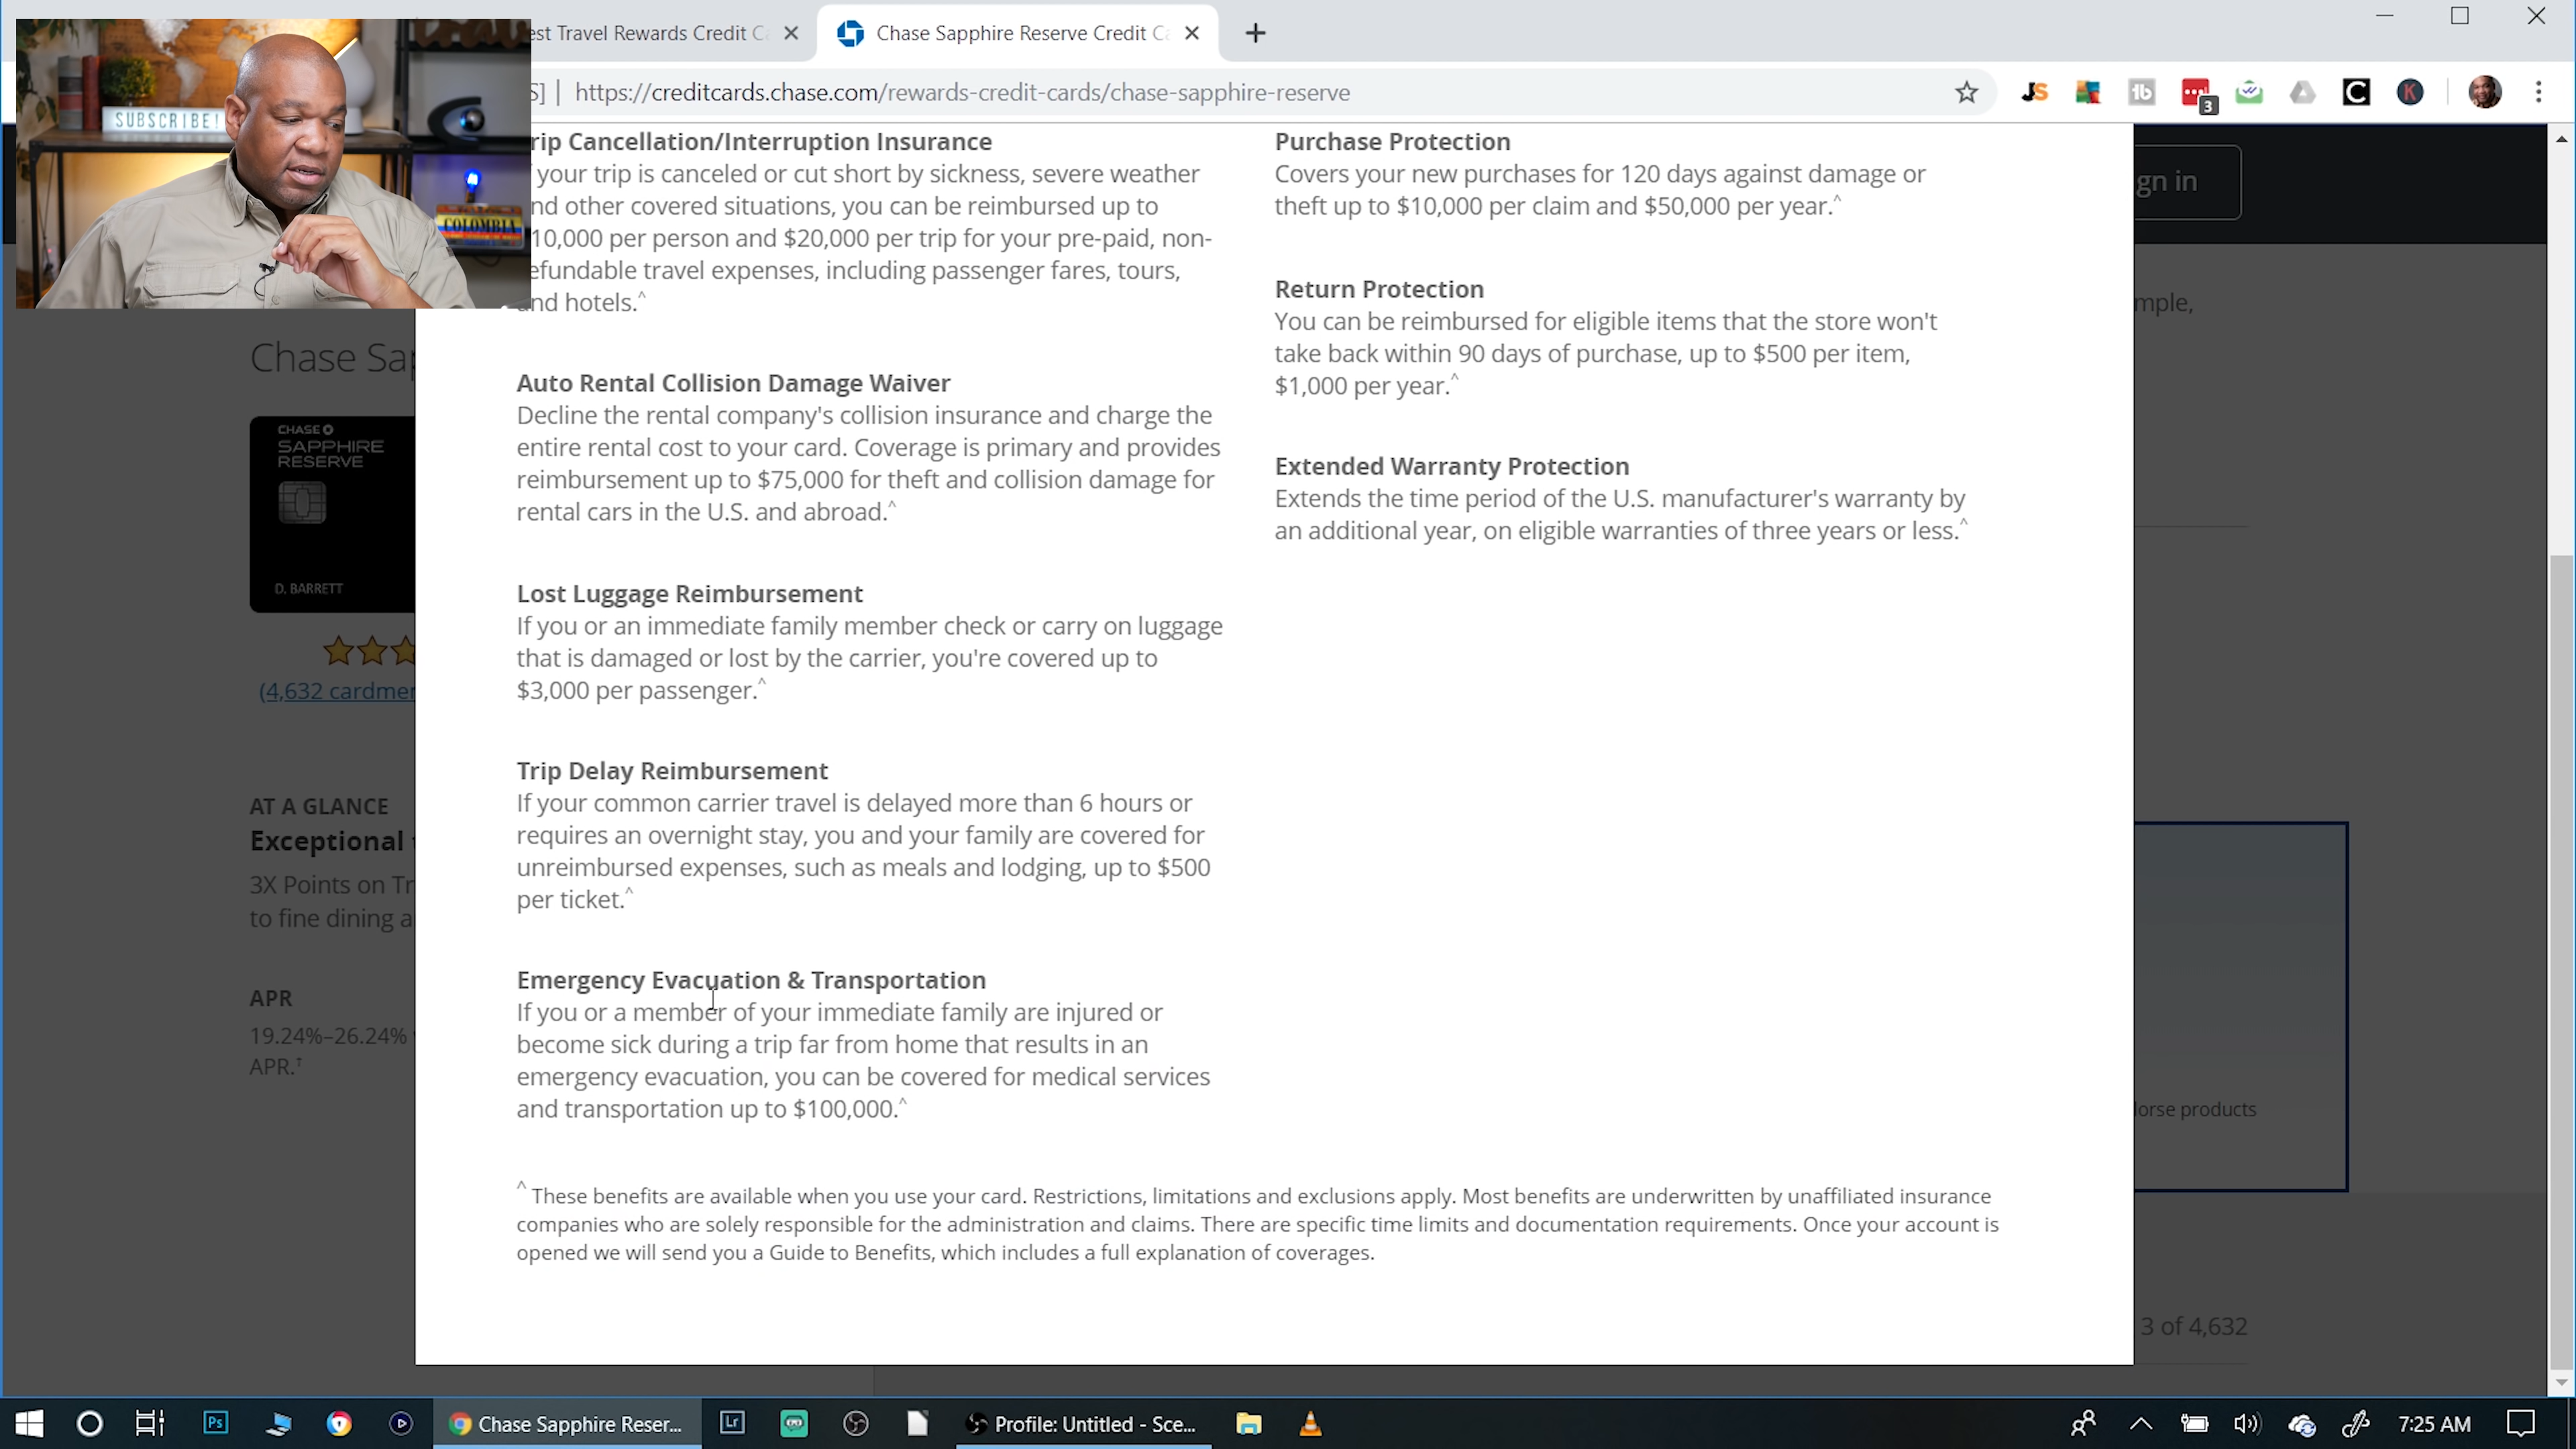 est Travel Rewards Credit C
Chase Sapphire Reserve Credit C
S] | https://creditcards.chase.com/rewards-credit-cards/chase-sapphire-reserve
3
SUBSCRIBE!
COLOMBIA
gn in
mple,
Chase Sap
CHASE
SAPPHIRE
RESERVE
D. BARRETT
(4,632 cardmem
AT A GLANCE
Exceptional t
3X Points on Tr
to fine dining a
APR
19.24%–26.24%
APR.†
rip Cancellation/Interruption Insurance
your trip is canceled or cut short by sickness, severe weather
nd other covered situations, you can be reimbursed up to
10,000 per person and $20,000 per trip for your pre-paid, non-
efundable travel expenses, including passenger fares, tours,
and hotels.^
Auto Rental Collision Damage Waiver
Decline the rental company's collision insurance and charge the
entire rental cost to your card. Coverage is primary and provides
reimbursement up to $75,000 for theft and collision damage for
rental cars in the U.S. and abroad.^
Lost Luggage Reimbursement
If you or an immediate family member check or carry on luggage
that is damaged or lost by the carrier, you're covered up to
$3,000 per passenger.^
Trip Delay Reimbursement
If your common carrier travel is delayed more than 6 hours or
requires an overnight stay, you and your family are covered for
unreimbursed expenses, such as meals and lodging, up to $500
per ticket.^
Emergency Evacuation & Transportation
If you or a member of your immediate family are injured or
become sick during a trip far from home that results in an
emergency evacuation, you can be covered for medical services
and transportation up to $100,000.^
Purchase Protection
Covers your new purchases for 120 days against damage or
theft up to $10,000 per claim and $50,000 per year.^
Return Protection
You can be reimbursed for eligible items that the store won't
take back within 90 days of purchase, up to $500 per item,
$1,000 per year.^
Extended Warranty Protection
Extends the time period of the U.S. manufacturer's warranty by
an additional year, on eligible warranties of three years or less.^
^ These benefits are available when you use your card. Restrictions, limitations and exclusions apply. Most benefits are underwritten by unaffiliated insurance
companies who are solely responsible for the administration and claims. There are specific time limits and documentation requirements. Once your account is
opened we will send you a Guide to Benefits, which includes a full explanation of coverages.
lorse products
3 of 4,632
Ps
Chase Sapphire Reser...
Lr
Profile: Untitled - Sce...
7:25 AM